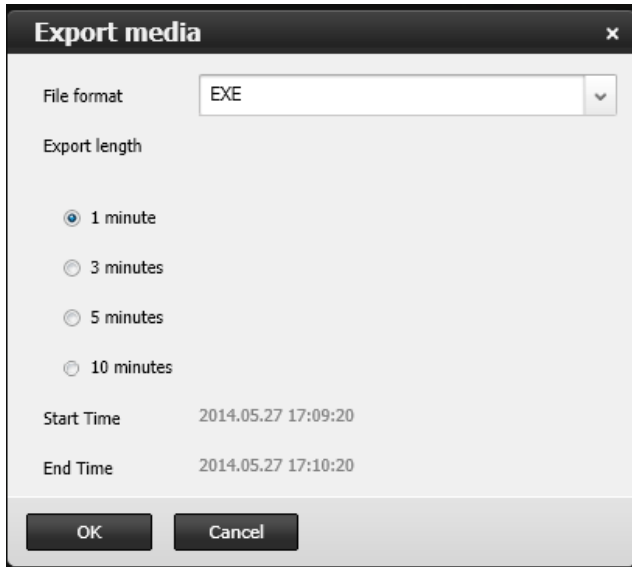 Export media
File format EXE
Export length
1 minute
3 minutes
5 minutes
10 minutes
Start Time 2014.05.27 17:09:20
End Time 2014.05.27 17:10:20
OK Cancel